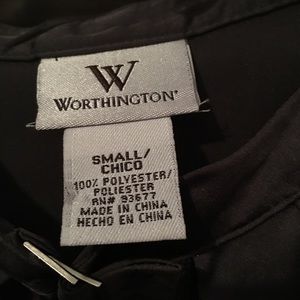 W
WORTHINGTON®
SMALL/
CHICO
100% POLYESTER/
POLIESTER
RN# 93677
MADE IN CHINA
HECHO EN CHINA